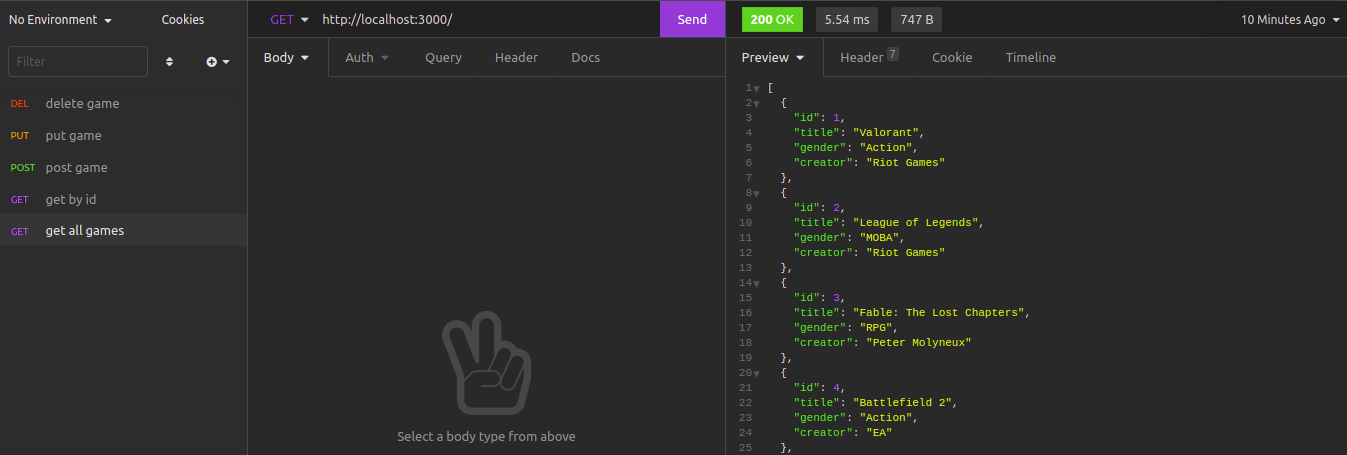 No Environment
Cookies
GET http://localhost:3000/
Send
200 OK
5.54 ms
747 B
10 Minutes Ago
Filter
Body
Auth
Query
Header
Docs
Preview
Header 7
Cookie
Timeline
DEL delete game
PUT put game
POST post game
GET get by id
GET get all games
Select a body type from above
1 [
2 {
3 "id": 1,
4 "title": "Valorant",
5 "gender": "Action",
6 "creator": "Riot Games"
7 },
8 {
9 "id": 2,
10 "title": "League of Legends",
11 "gender": "MOBA",
12 "creator": "Riot Games"
13 },
14 {
15 "id": 3,
16 "title": "Fable: The Lost Chapters",
17 "gender": "RPG",
18 "creator": "Peter Molyneux"
19 },
20 {
21 "id": 4,
22 "title": "Battlefield 2",
23 "gender": "Action",
24 "creator": "EA"
25 },